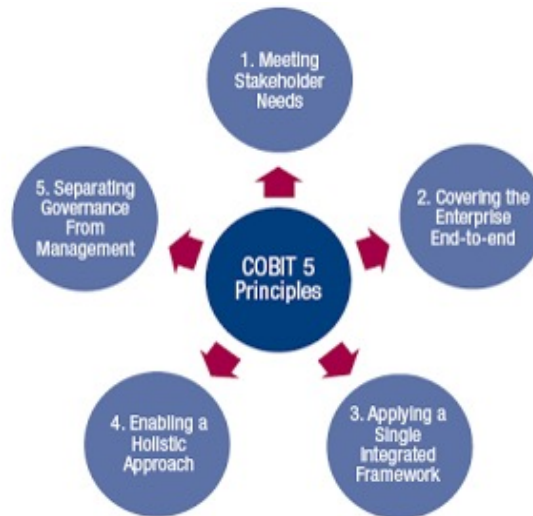 1. Meeting
Stakeholder
Needs
2. Covering the
Enterprise
End-to-end
3. Applying a
Single
Integrated
Framework
4. Enabling a
Holistic
Approach
5. Separating
Governance
From
Management
COBIT 5
Principles